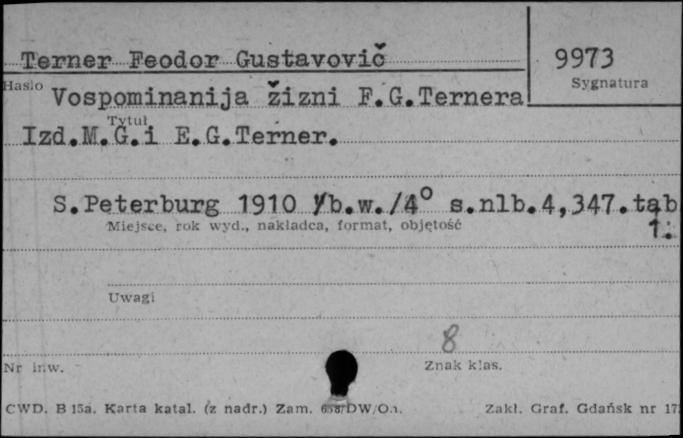 Terner Feodor Gustavovič
9973
Hasło
Sygnatura
Vospominanija žizni F.G.Ternera
Tytuł
Izd.M.G.i E.G.Terner.
S.Peterburg 1910 /b.w./4° s.nlb.4,347.tab
1.
Miejsce, rok wyd., nakładca, format, objętość
Uwagi
8
Nr inw.
Znak klas.
CWD. B 15a. Karta katal. (z nadr.) Zam. DW/O.
Zakł. Graf. Gdańsk nr 17